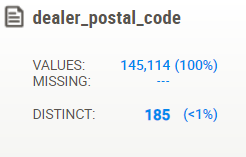 dealer_postal_code
VALUES: 145,114 (100%)
MISSING: ---
DISTINCT: 185 (<1%)